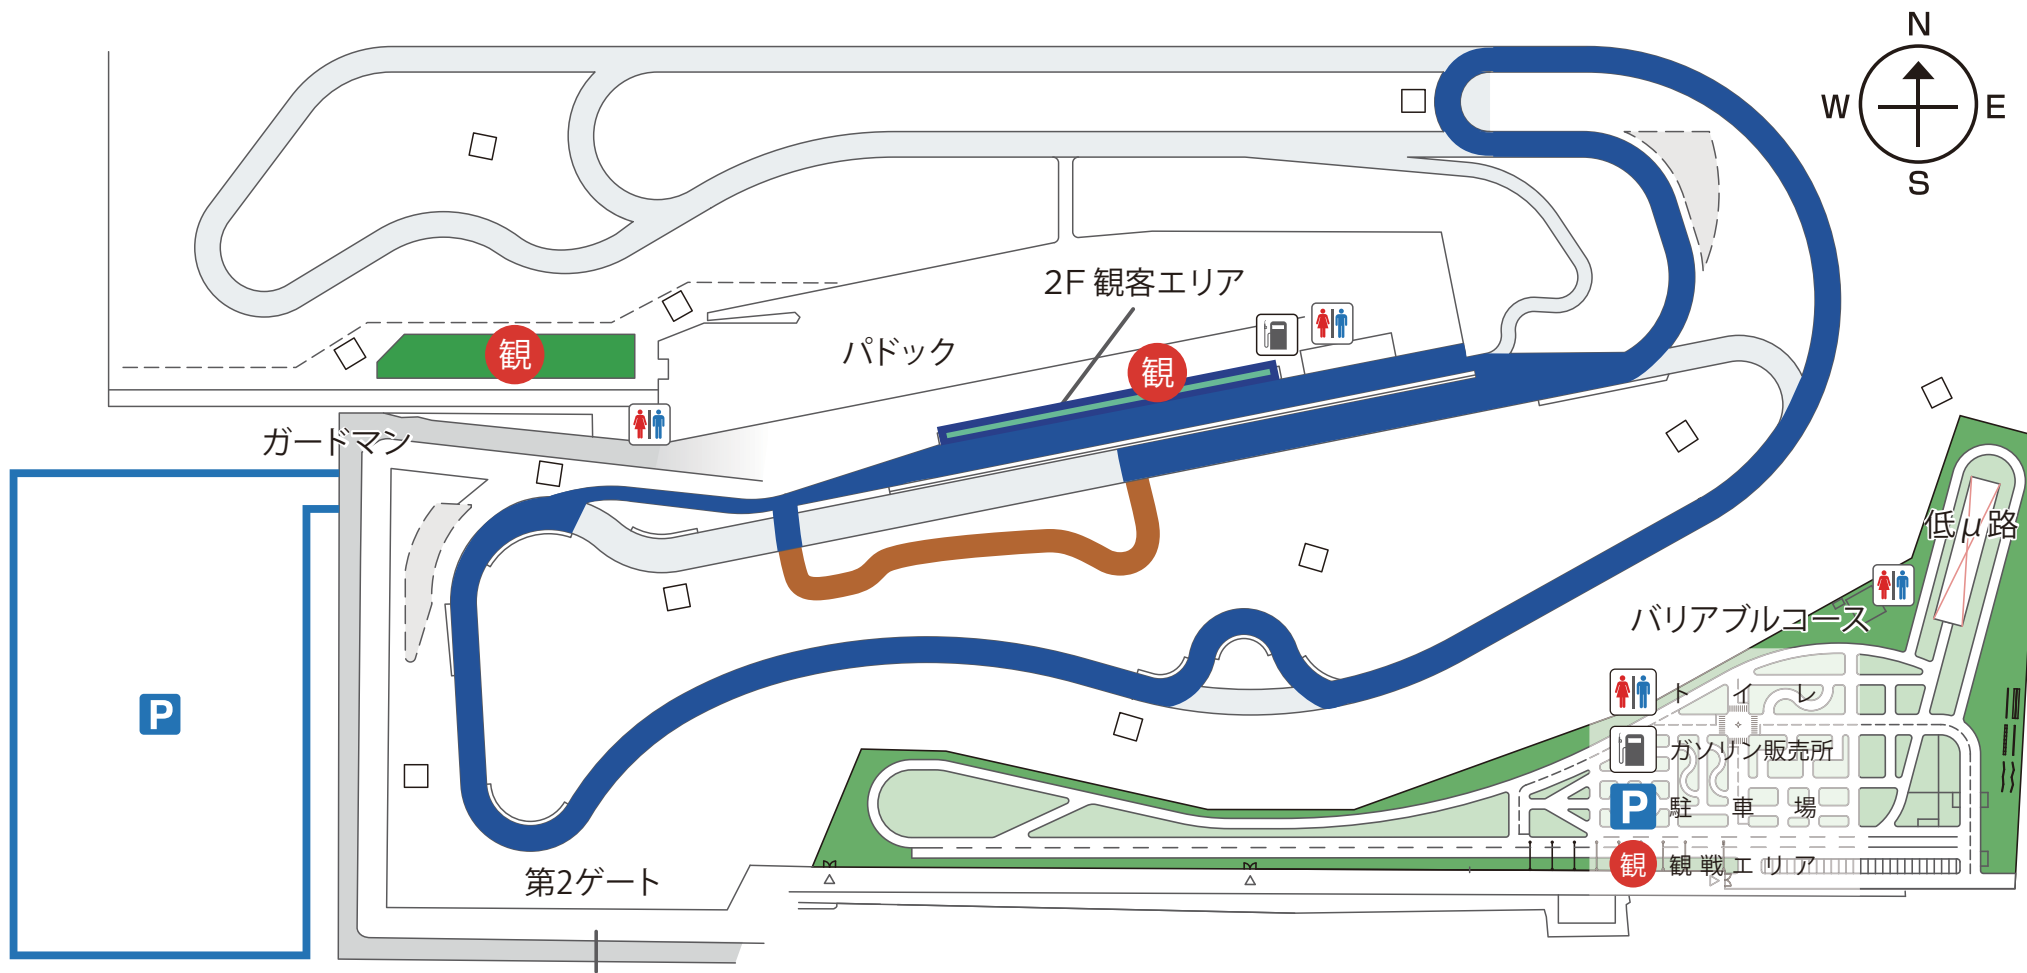 N
W E
S
2F 観客エリア
観
観
パドック
ガードマン
低μ路
バリアブルコース
P
トイレ
ガソリン販売所
P 駐車場
観 観戦エリア
第2ゲート